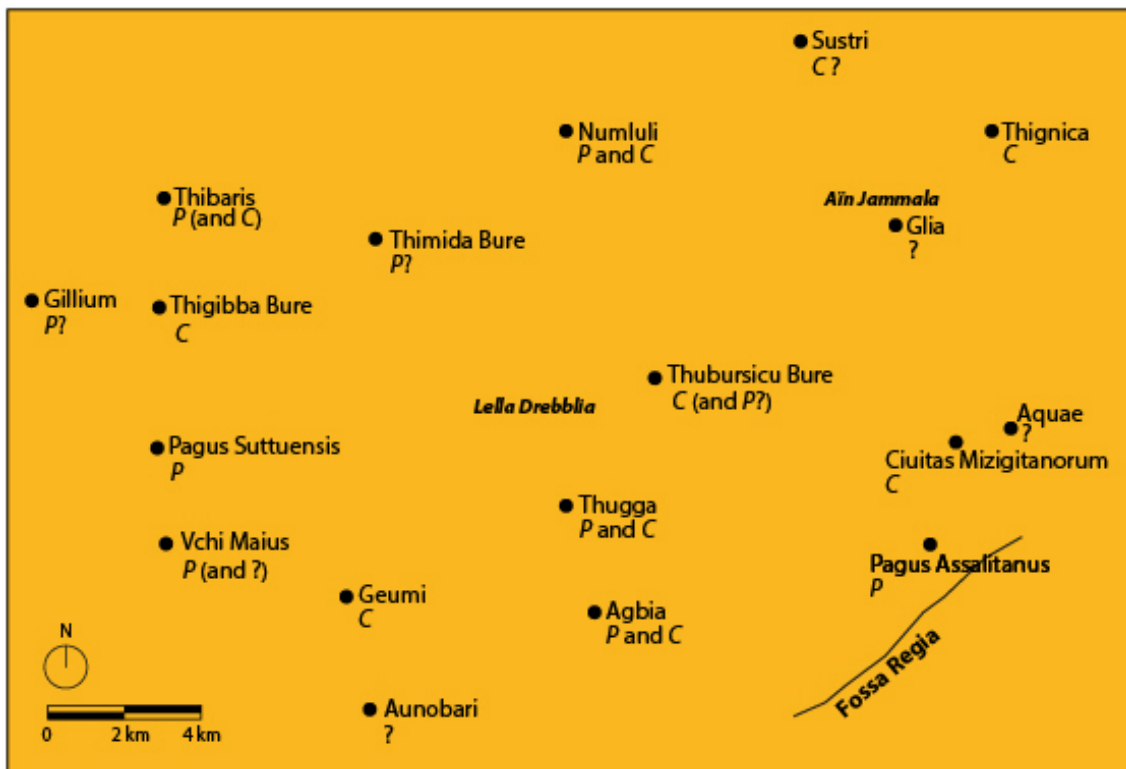 Sustri
C ?
Numluli
P and C
Thignica
C
Thibaris
P (and C)
Aïn Jammala
Glia
?
Thimida Bure
P?
Gillium
P?
Thigibba Bure
C
Thubursicu Bure
C (and P?)
Lella Drebblia
Aquae
?
Pagus Suttuensis
P
Ciuitas Mizigitanorum
C
Thugga
P and C
Vchi Maius
P (and ?)
Pagus Assalitanus
P
Geumi
C
Agbia
P and C
Fossa Regia
N
Aunobari
?
0 2 km 4 km